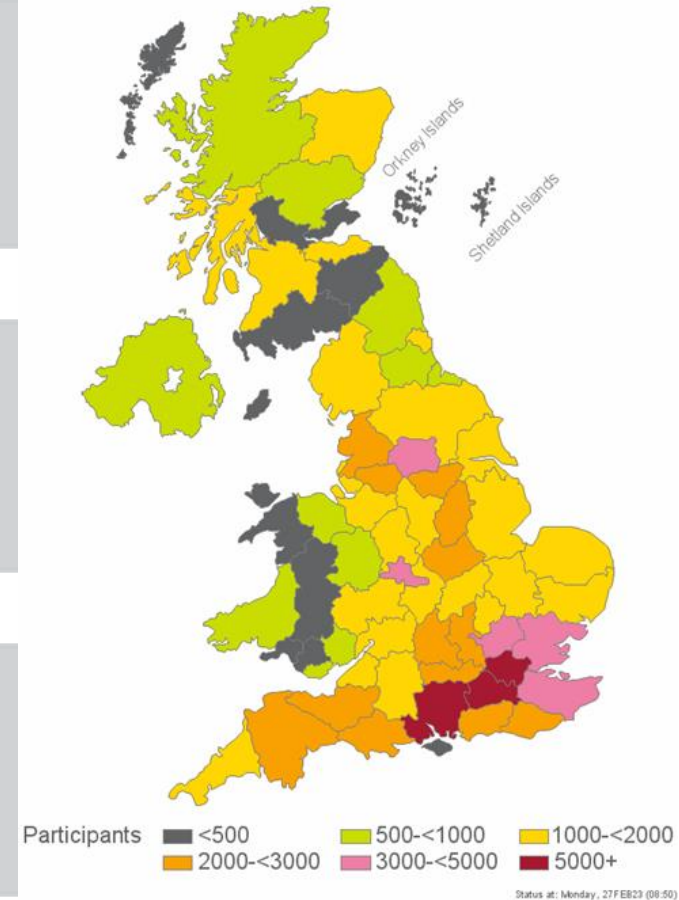 Orkney Islands
Shetland Islands
Participants <500 500-<1000 1000-<2000
2000-<3000 3000-<5000 5000+
Status at: Monday, 27FEB23 (08:50)